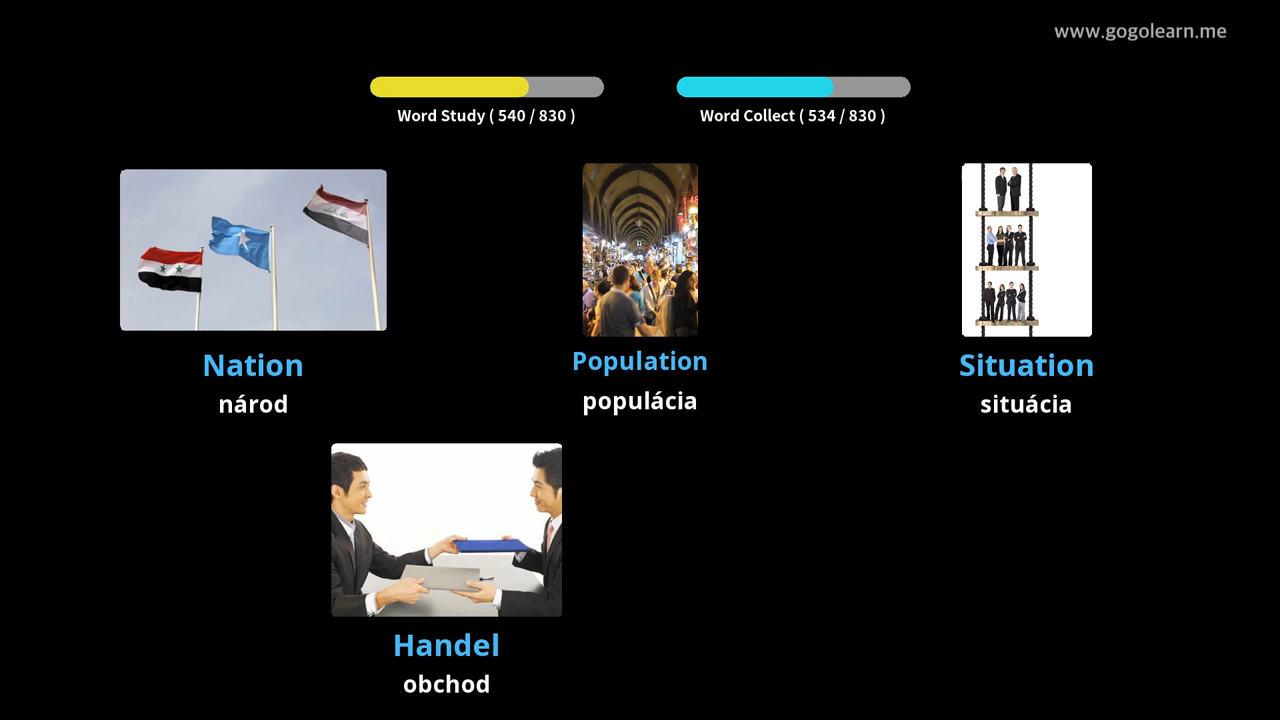 www.gogolearn.me
Word Study ( 540 / 830 )
Word Collect ( 534 / 830 )
Nation
národ
Population
populácia
Situation
situácia
Handel
obchod